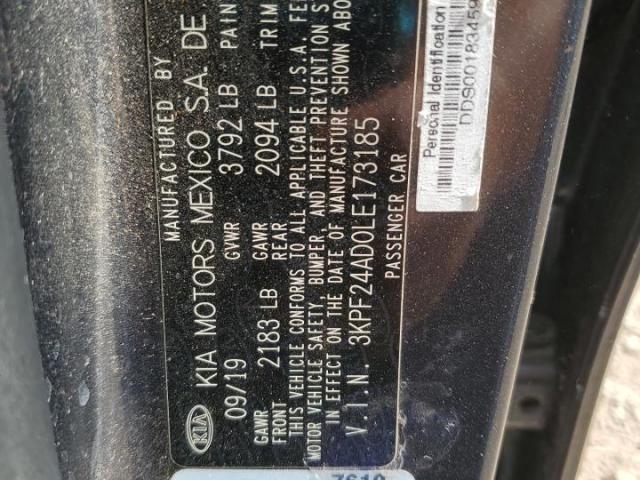 MANUFACTURED BY
KIA KIA MOTORS MEXICO S.A. DE
09/19 GVWR 3792 LB PAIN
GAWR FRONT 2183 LB GAWR REAR 2094 LB TRIM
THIS VEHICLE CONFORMS TO ALL APPLICABLE U.S.A. FE
MOTOR VEHICLE SAFETY, BUMPER, AND THEFT PREVENTION S
IN EFFECT ON THE DATE OF MANUFACTURE SHOWN ABO
V.I.N. 3KPF24AD0LE173185
PASSENGER CAR
Personal Identification
DDSC0183459
7610